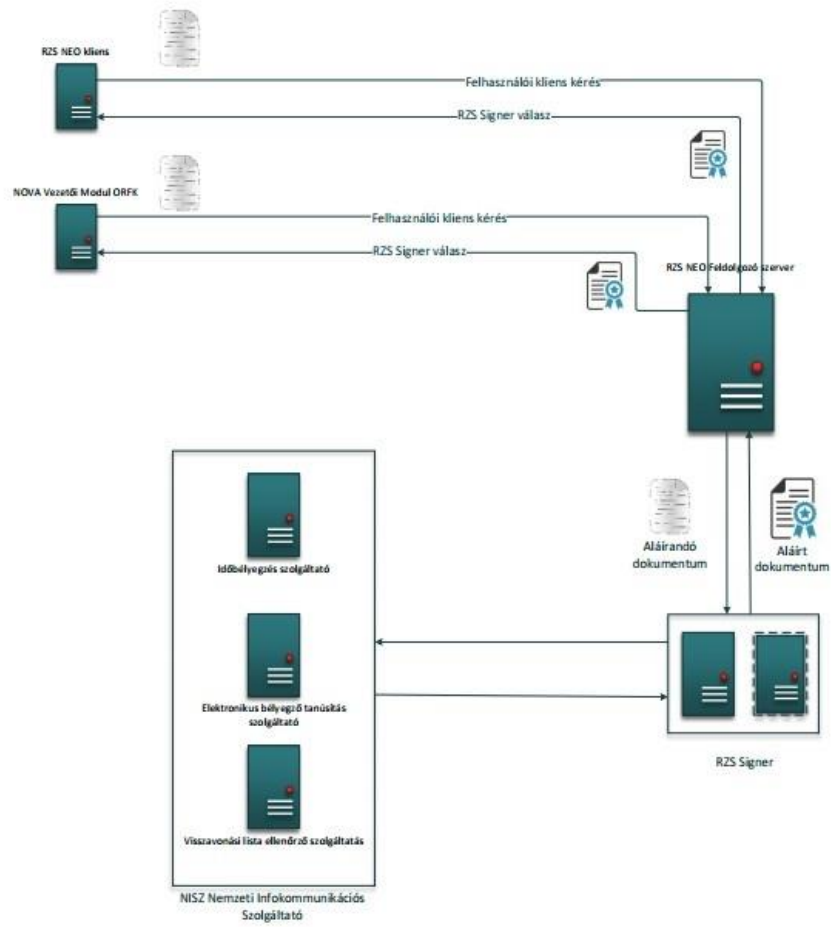 RZS NEO kliens
Felhasználói kliens kérés
RZS Signer válasz
NOVA Vezetői Modul ORFK
Felhasználói kliens kérés
RZS Signer válasz
RZS NEO Feldolgozó szerver
Aláírandó
dokumentum
Aláírt
dokumentum
Időbélyegzés szolgáltató
Elektronikus bélyegző tanúsítás
szolgáltató
Visszavonási lista ellenőrző szolgáltatás
RZS Signer
NISZ Nemzeti Infokommunikációs
Szolgáltató